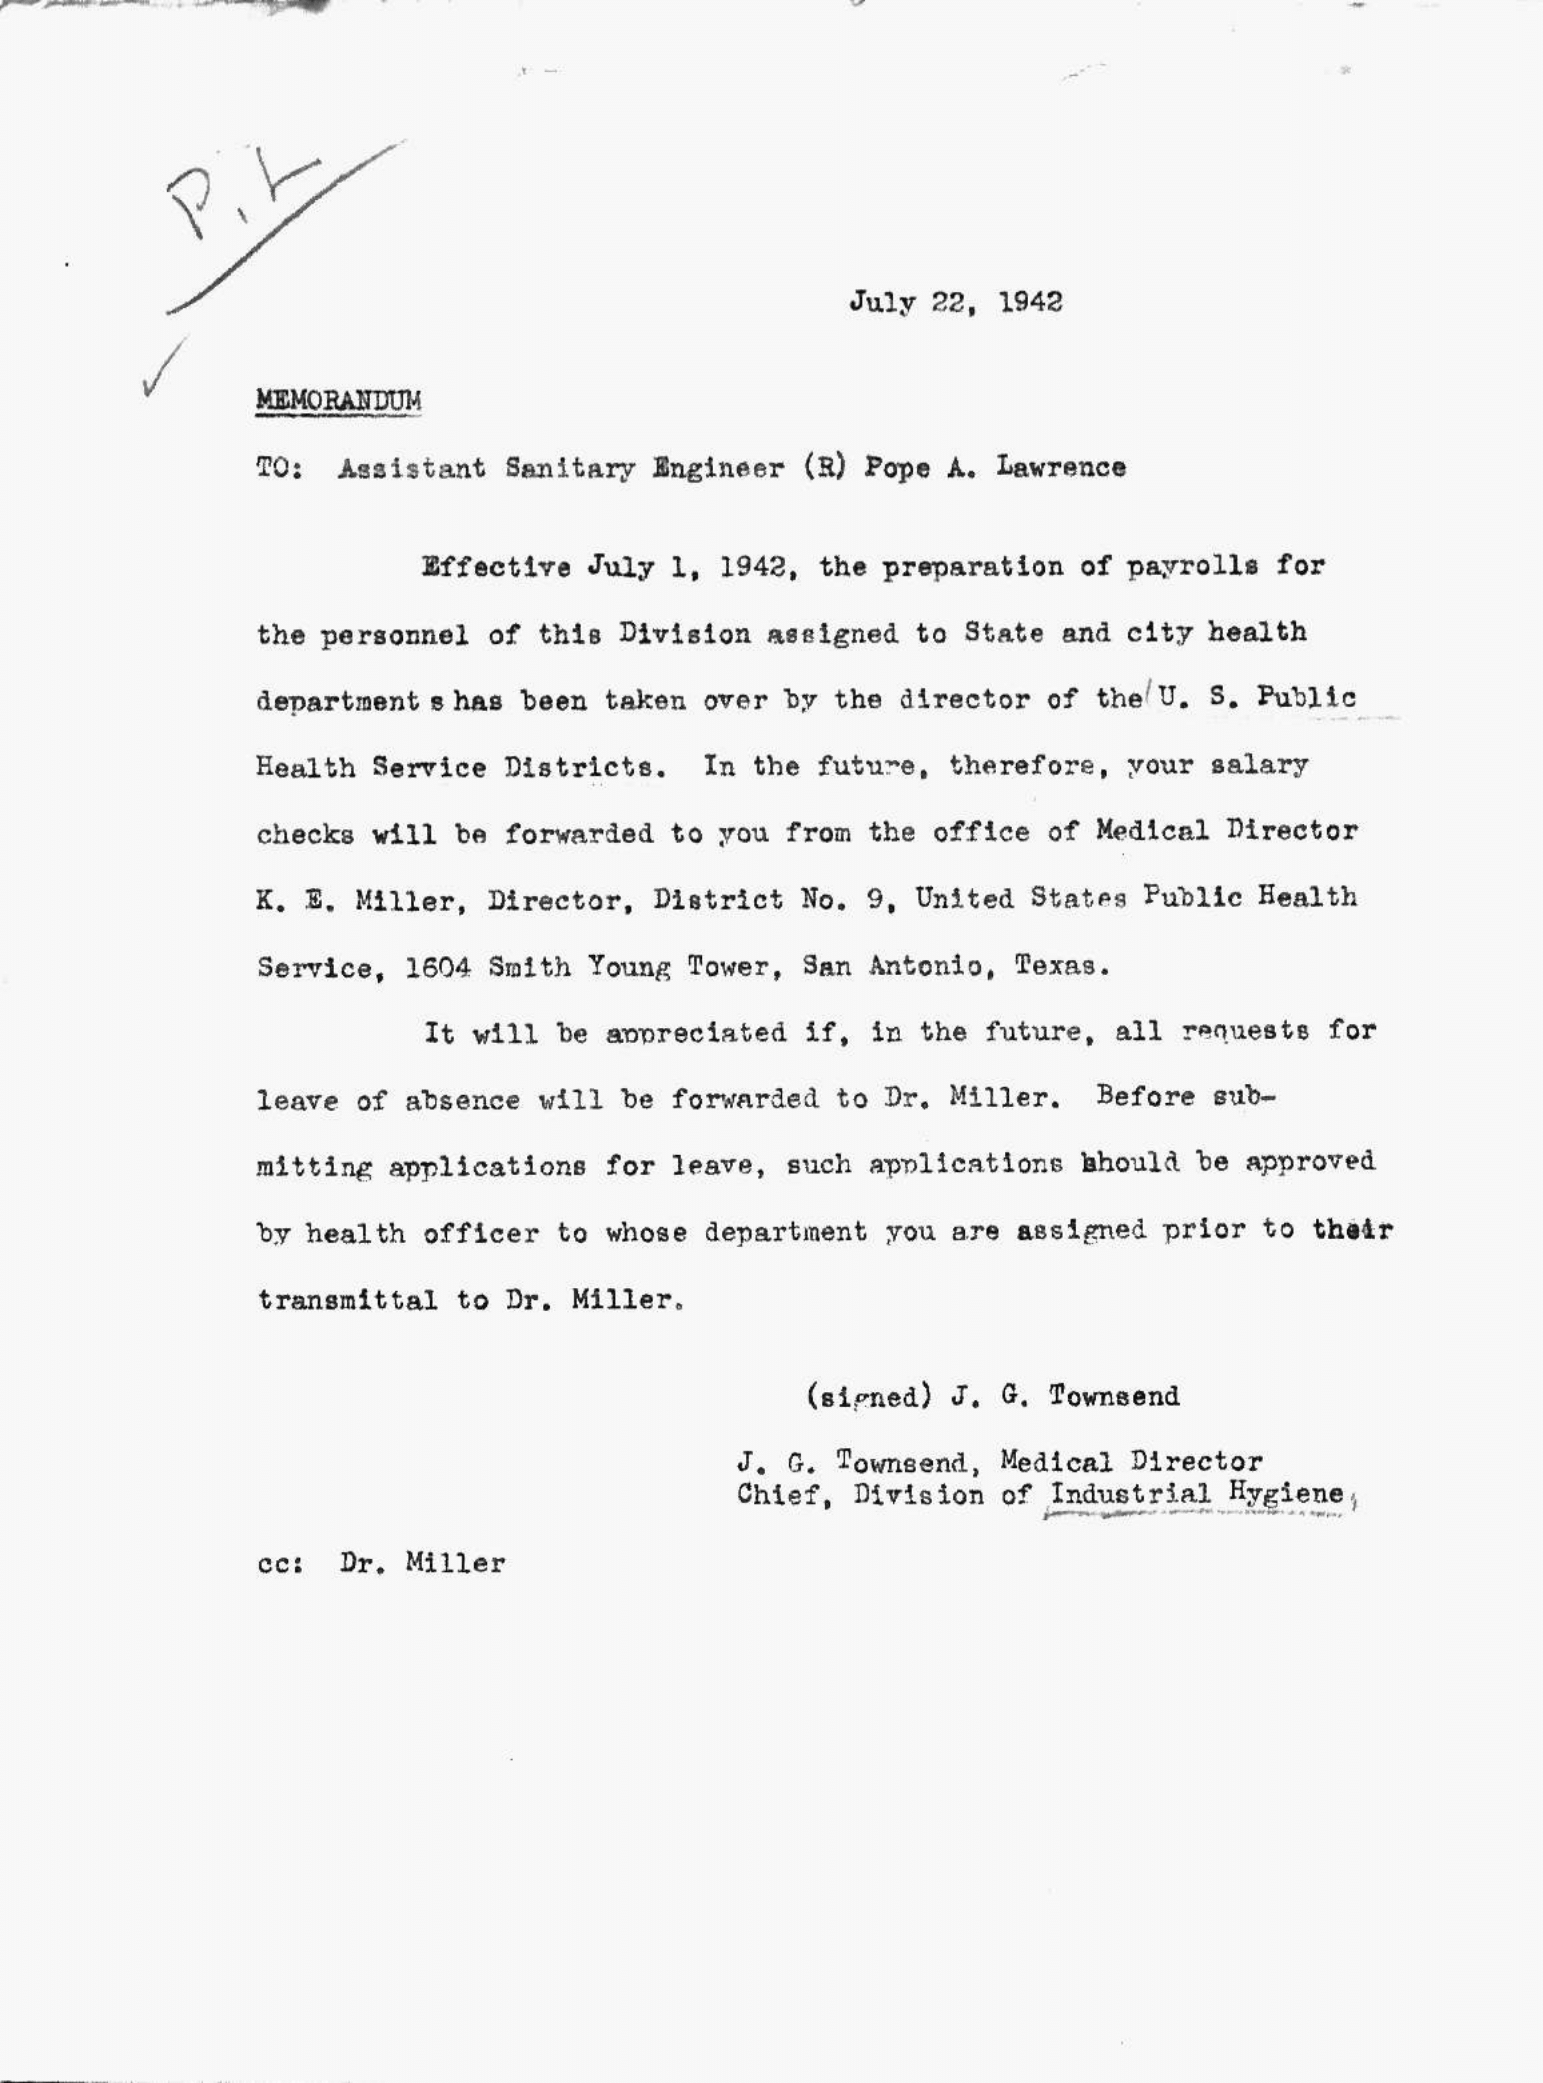 P. L
July 22, 1942
MEMORANDUM
TO: Assistant Sanitary Engineer (R) Pope A. Lawrence
Effective July 1, 1942, the preparation of payrolls for
the personnel of this Division assigned to State and city health
department s has been taken over by the director of the/U. S. Public
Health Service Districts. In the future, therefore, your salary
checks will be forwarded to you from the office of Medical Director
K. E. Miller, Director, District No. 9, United States Public Health
Service, 1604 Smith Young Tower, San Antonio, Texas.
It will be appreciated if, in the future, all requests for
leave of absence will be forwarded to Dr. Miller. Before sub-
mitting applications for leave, such applications should be approved
by health officer to whose department you are assigned prior to their
transmittal to Dr. Miller.
(signed) J. G. Townsend
J. G. Townsend, Medical Director
Chief, Division of Industrial Hygiene,
cc: Dr. Miller